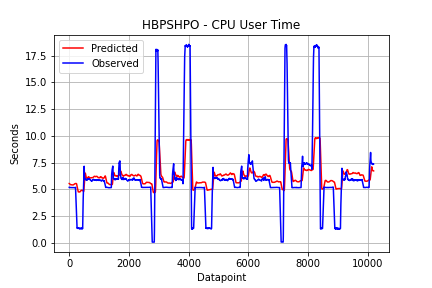 HBPSHPO - CPU User Time
Predicted
Observed
17.5
15.0
12.5
10.0
7.5
5.0
2.5
0.0
Seconds
0 2000 4000 6000 8000 10000
Datapoint